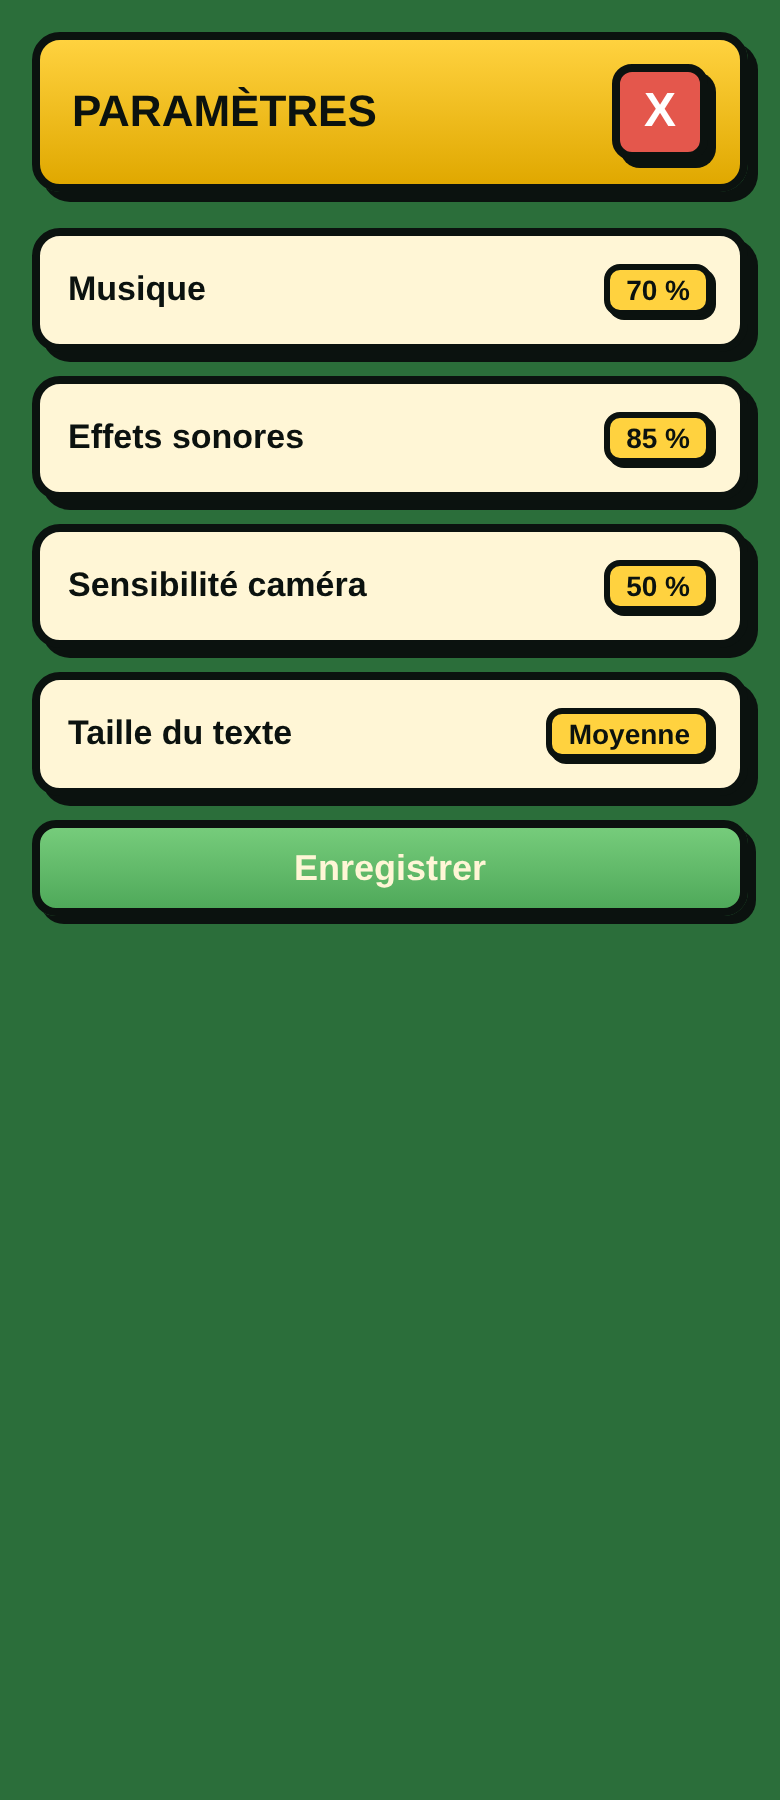 PARAMÈTRES
X
Musique
70 %
Effets sonores
85 %
Sensibilité caméra
50 %
Taille du texte
Moyenne
Enregistrer